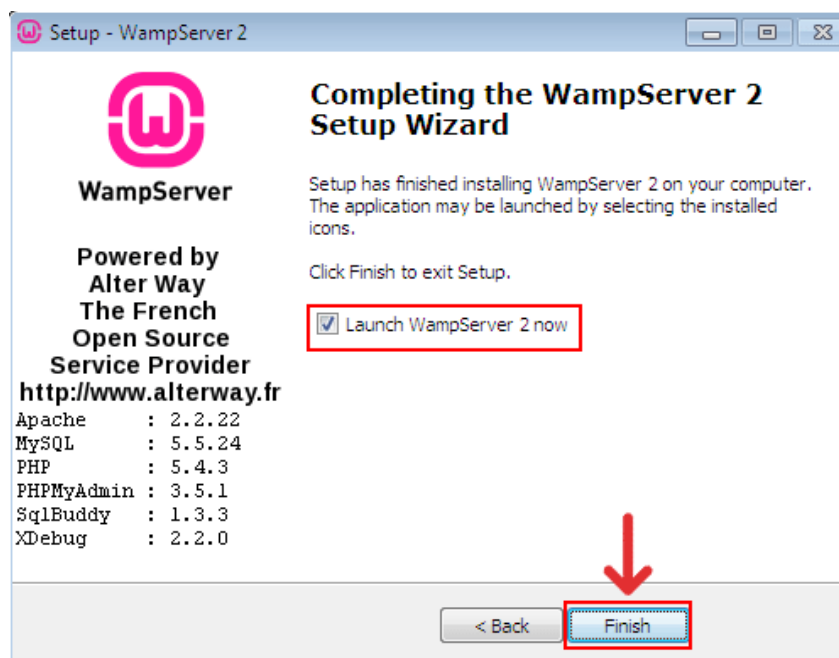 Setup - WampServer 2
WampServer
Powered by
Alter Way
The French
Open Source
Service Provider
http://www.alterway.fr
Apache : 2.2.22
MySQL : 5.5.24
PHP : 5.4.3
PHPMyAdmin : 3.5.1
SqlBuddy : 1.3.3
XDebug : 2.2.0
Completing the WampServer 2
Setup Wizard
Setup has finished installing WampServer 2 on your computer.
The application may be launched by selecting the installed
icons.
Click Finish to exit Setup.
Launch WampServer 2 now
< Back
Finish